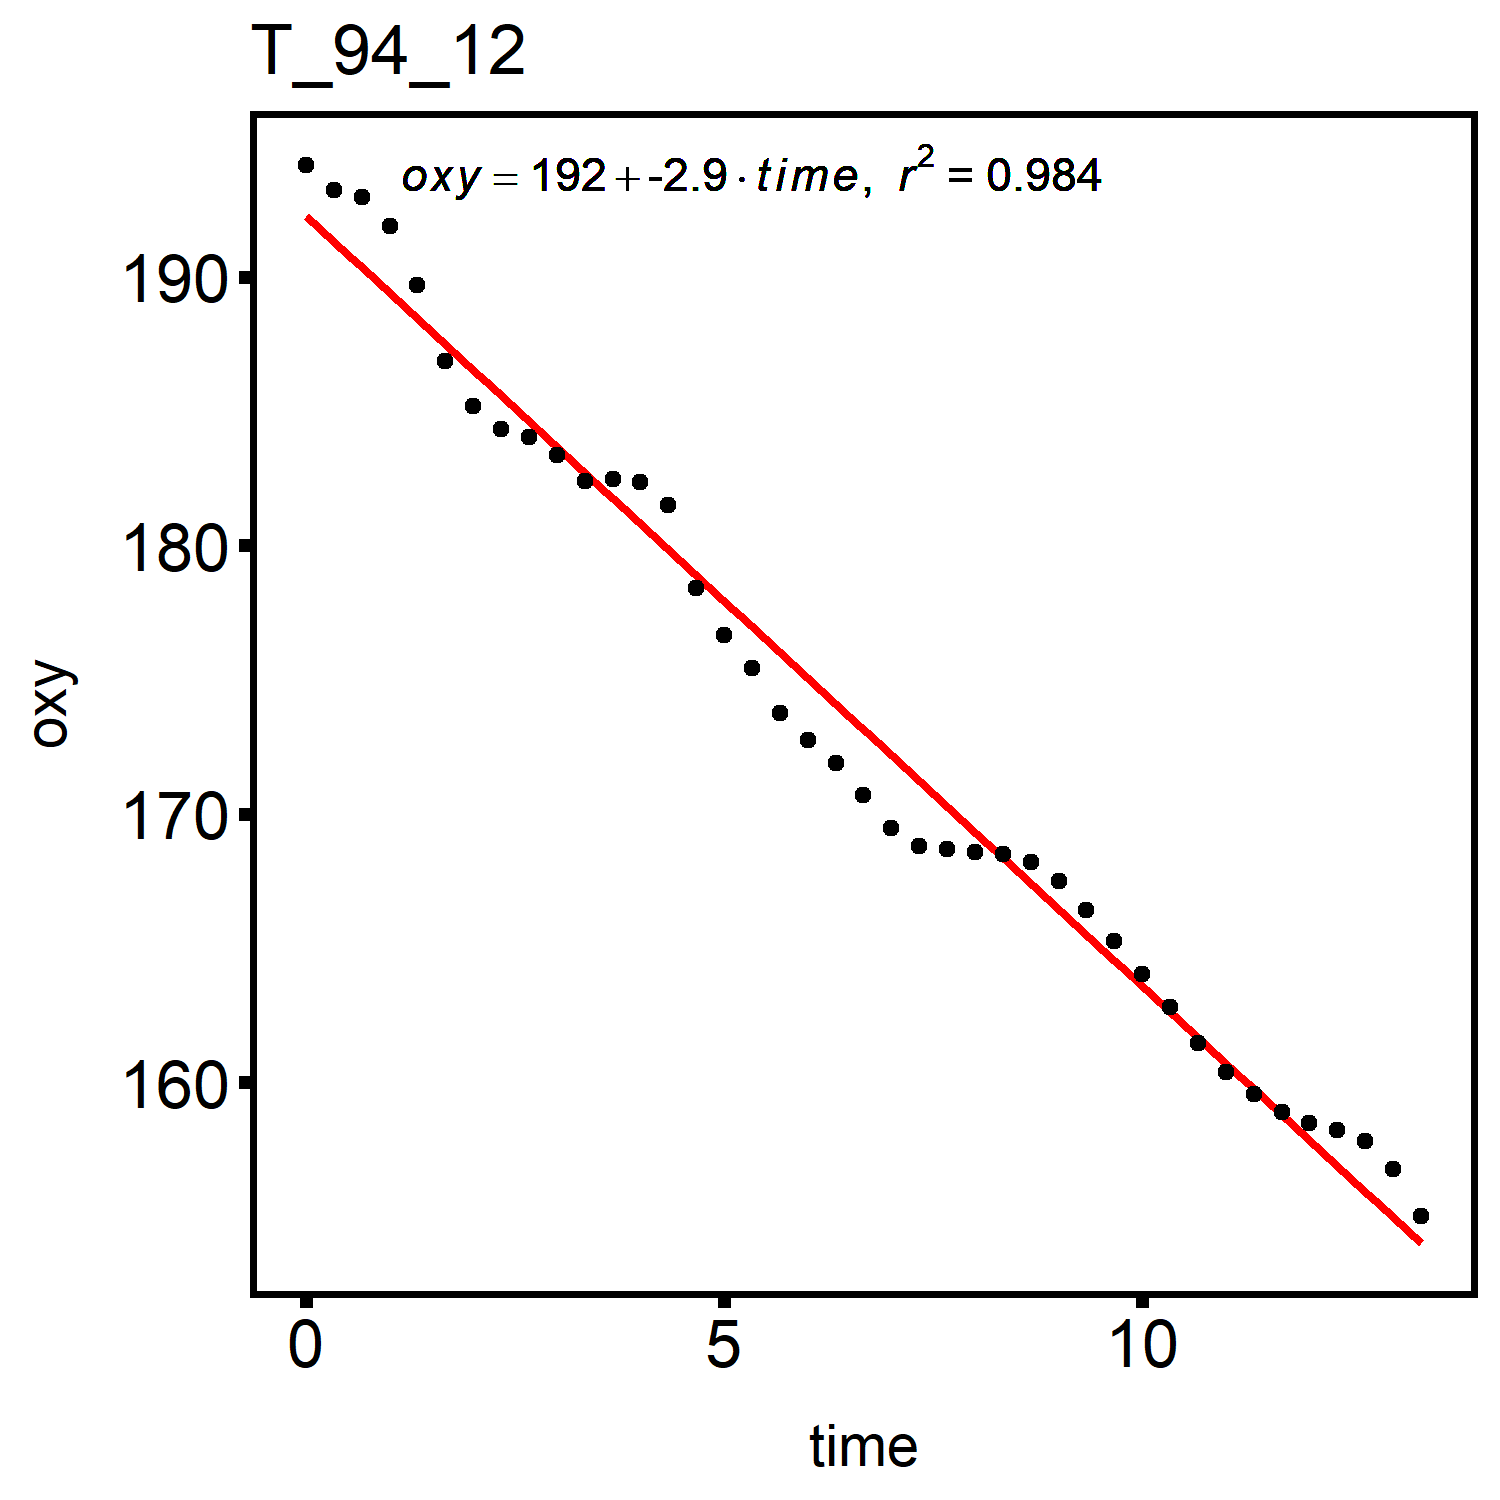 T_94_12
oxy = 192 + -2.9 · time,  r² = 0.984
190
180
170
160
oxy
0 5 10
time